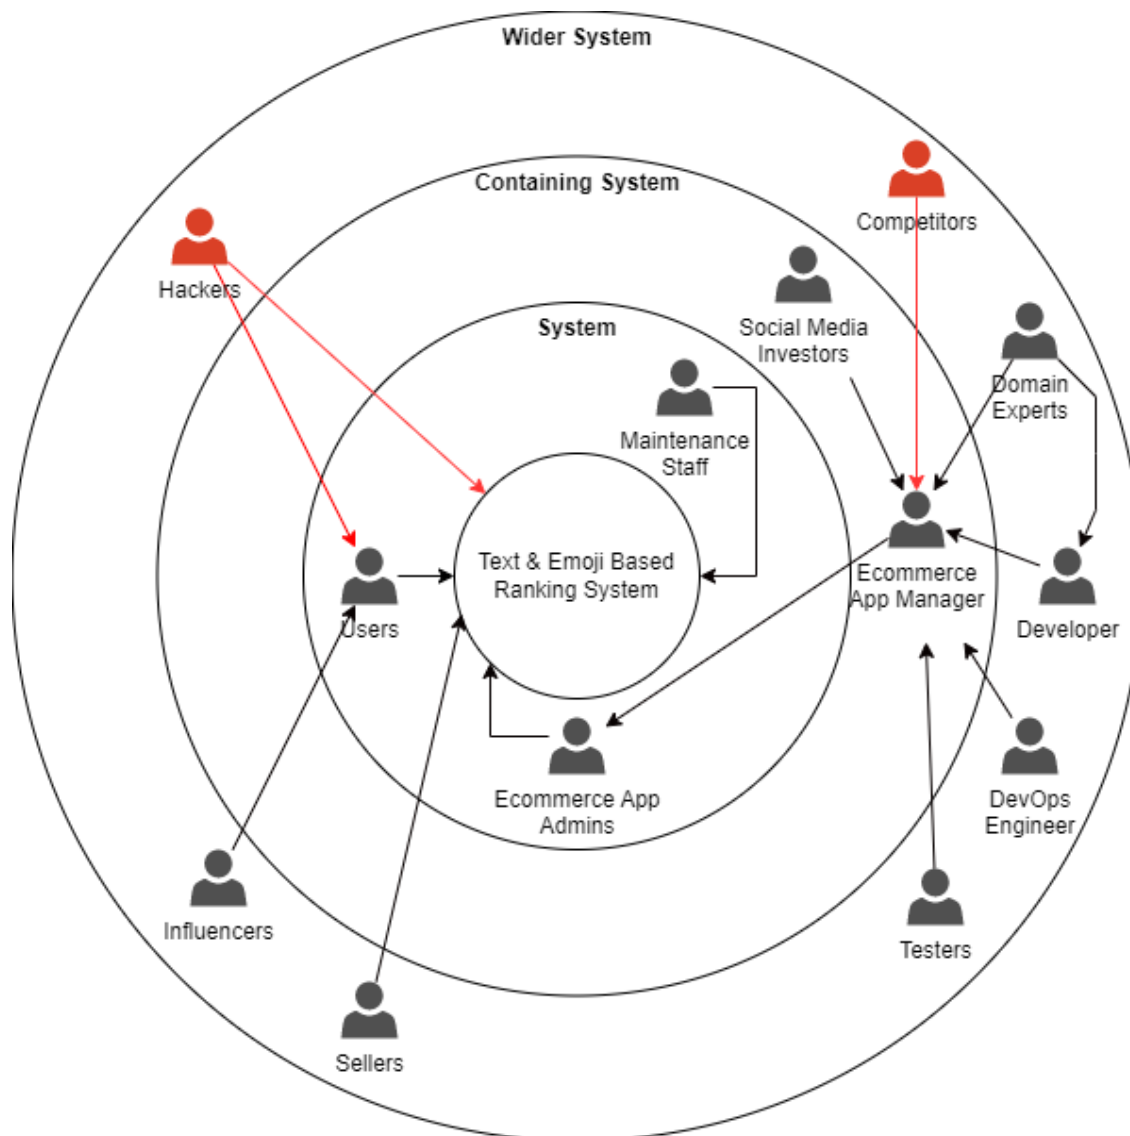 Wider System
Containing System
Competitors
Hackers
System
Social Media
Investors
Domain
Experts
Maintenance
Staff
Text & Emoji Based
Ranking System
Ecommerce
App Manager
Users
Developer
Ecommerce App
Admins
DevOps
Engineer
Influencers
Testers
Sellers